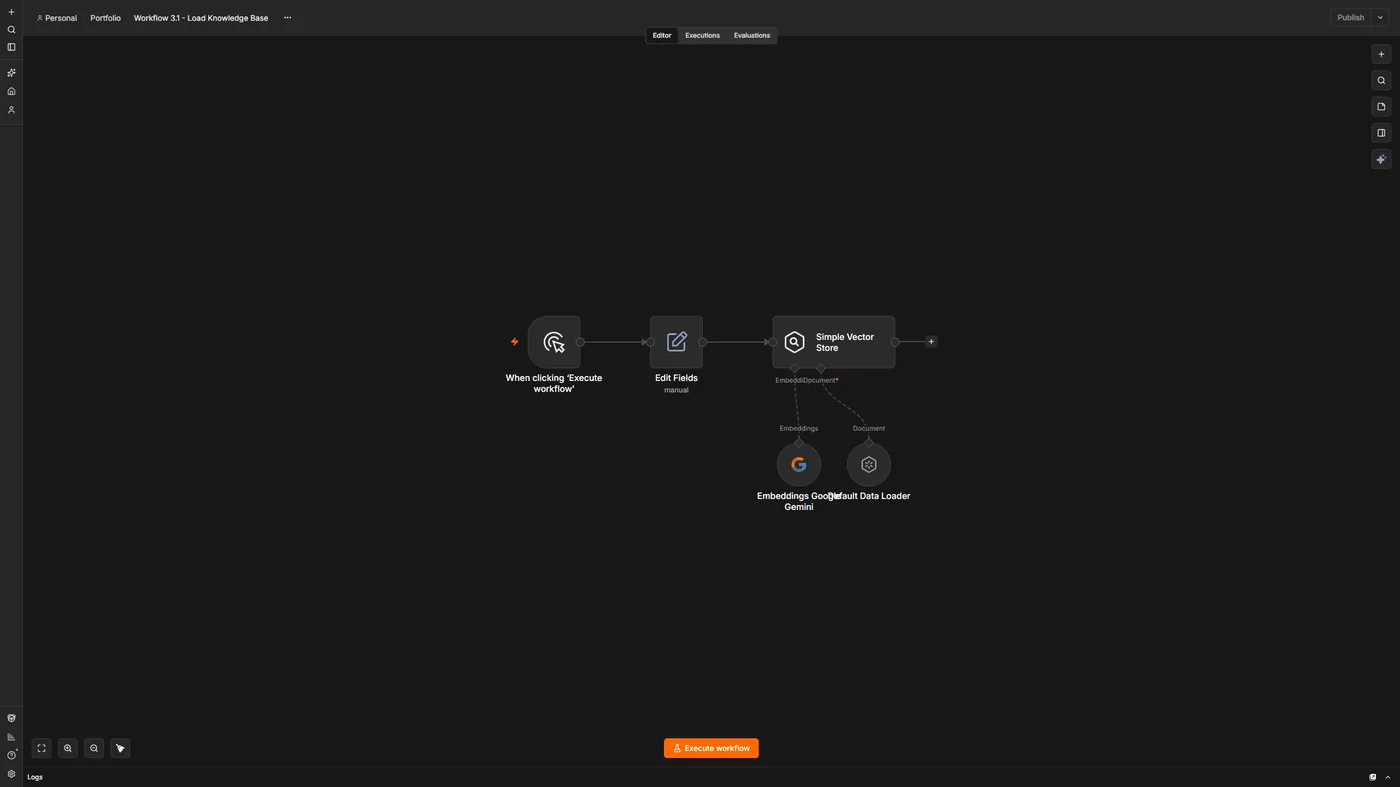 Personal
Portfolio
Workflow 3.1 - Load Knowledge Base
Publish
Editor
Executions
Evaluations
When clicking ‘Execute
workflow’
Edit Fields
manual
Simple Vector
Store
Document*
Embeddings
Document
Embeddings Google
Gemini
Default Data Loader
Execute workflow
Logs